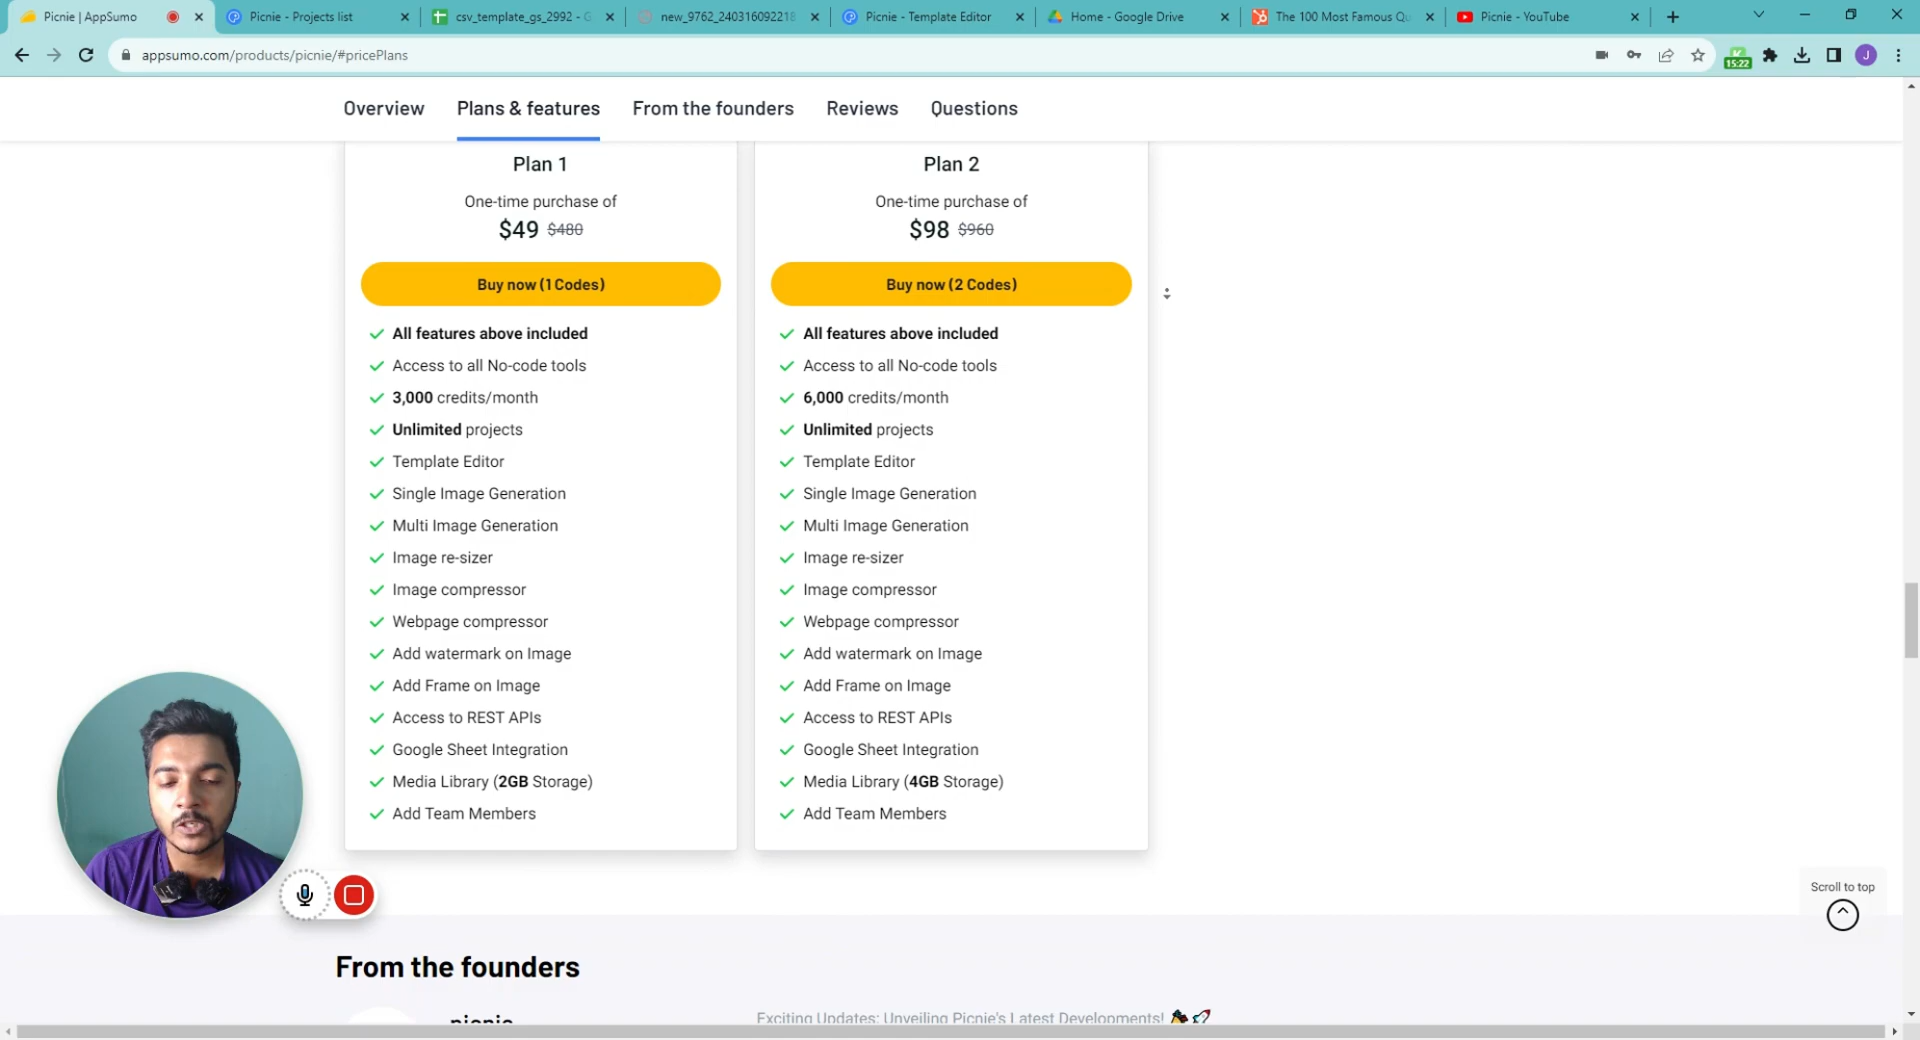 Picnie | AppSumo
Picnie - Projects list
csv_template_gs_2992 - G
new_9762_240316092218
Picnie - Template Editor
Home - Google Drive
The 100 Most Famous Qu
Picnie - YouTube
appsumo.com/products/picnie/#pricePlans
15:22
J
Overview
Plans & features
From the founders
Reviews
Questions
Plan 1
One-time purchase of
$49 $480
Buy now (1 Codes)
All features above included
Access to all No-code tools
3,000 credits/month
Unlimited projects
Template Editor
Single Image Generation
Multi Image Generation
Image re-sizer
Image compressor
Webpage compressor
Add watermark on Image
Add Frame on Image
Access to REST APIs
Google Sheet Integration
Media Library (2GB Storage)
Add Team Members
Plan 2
One-time purchase of
$98 $960
Buy now (2 Codes)
All features above included
Access to all No-code tools
6,000 credits/month
Unlimited projects
Template Editor
Single Image Generation
Multi Image Generation
Image re-sizer
Image compressor
Webpage compressor
Add watermark on Image
Add Frame on Image
Access to REST APIs
Google Sheet Integration
Media Library (4GB Storage)
Add Team Members
Scroll to top
From the founders
picnie
Exciting Updates: Unveiling Picnie's Latest Developments!